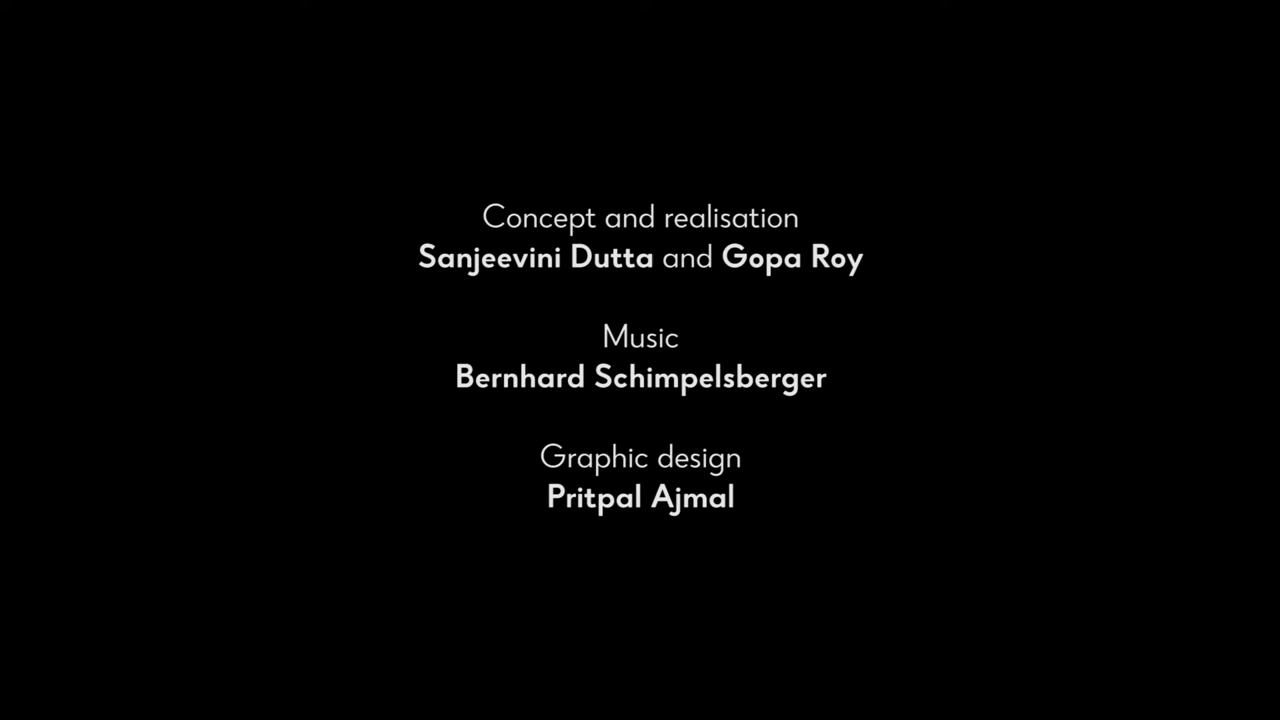 Concept and realisation
Sanjeevini Dutta and Gopa Roy
Music
Bernhard Schimpelsberger
Graphic design
Pritpal Ajmal